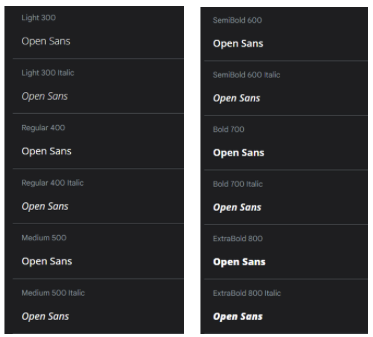 Light 300
Open Sans
Light 300 Italic
Open Sans
Regular 400
Open Sans
Regular 400 Italic
Open Sans
Medium 500
Open Sans
Medium 500 Italic
Open Sans
SemiBold 600
Open Sans
SemiBold 600 Italic
Open Sans
Bold 700
Open Sans
Bold 700 Italic
Open Sans
ExtraBold 800
Open Sans
ExtraBold 800 Italic
Open Sans